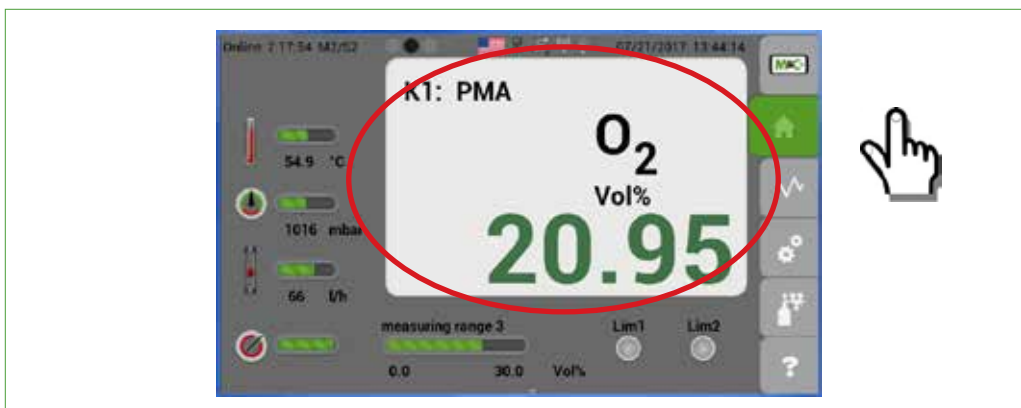 Online 2.17.54 M2/S2 07/21/2017 13:44:14
M&C
K1: PMA
O2
Vol%
20.95
54.9 °C
1016 mbar
66 l/h
measuring range 3
Lim1 Lim2
0.0 30.0 Vol%
?